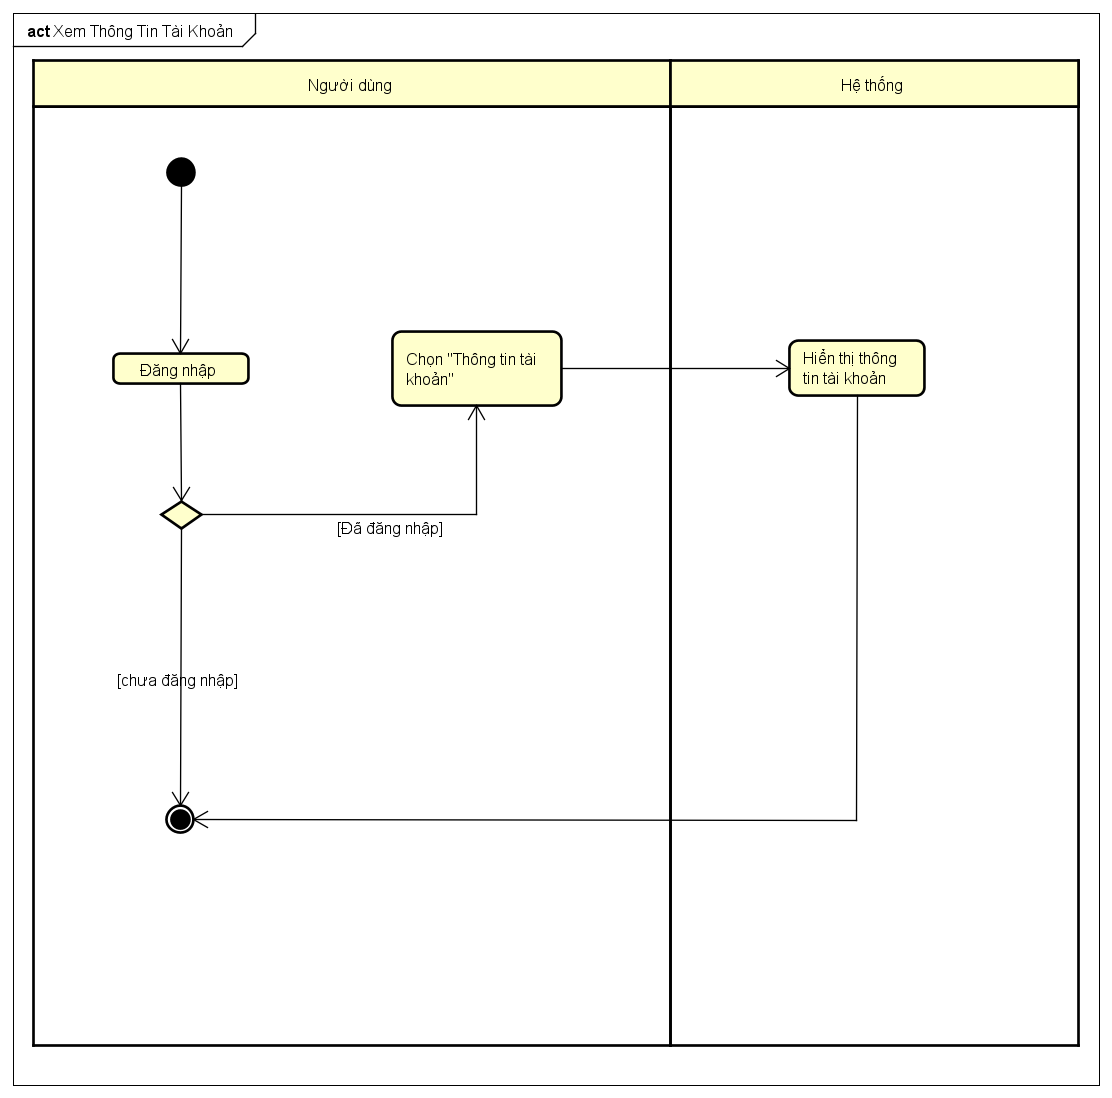 act Xem Thông Tin Tài Khoản
Người dùng
Hệ thống
Đăng nhập
Chọn "Thông tin tài
khoản"
Hiển thị thông
tin tài khoản
[Đã đăng nhập]
[chưa đăng nhập]